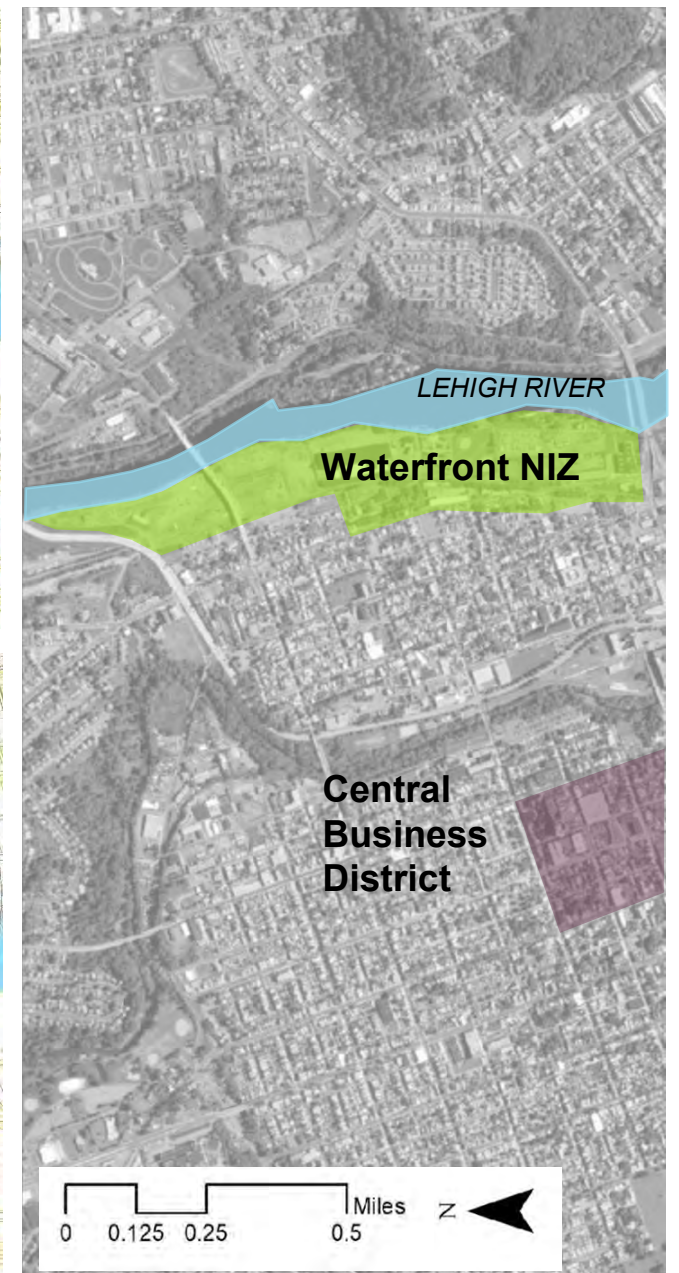 LEHIGH RIVER
Waterfront NIZ
Central
Business
District
Miles
0 0.125 0.25 0.5
N